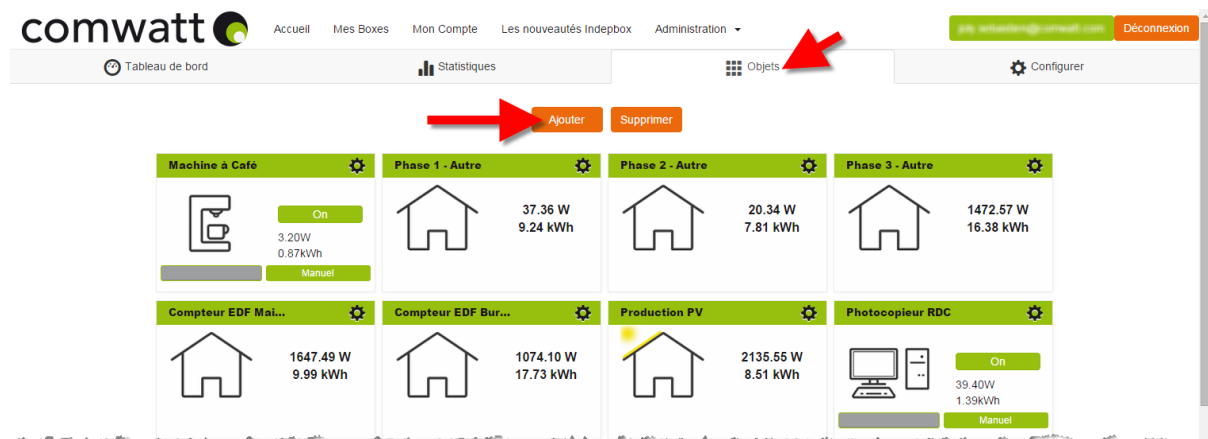 comwatt
Accueil Mes Boxes Mon Compte Les nouveautés Indepbox Administration Déconnexion
Tableau de bord Statistiques Objets Configurer
Ajouter Supprimer
Machine à Café Phase 1 - Autre Phase 2 - Autre Phase 3 - Autre
On 37.36 W 20.34 W 1472.57 W
3.20W 9.24 kWh 7.81 kWh 16.38 kWh
0.87kWh
Manuel
Compteur EDF Mai... Compteur EDF Bur... Production PV Photocopieur RDC
1647.49 W 1074.10 W 2135.55 W On
9.99 kWh 17.73 kWh 8.51 kWh 39.40W
1.39kWh
Manuel